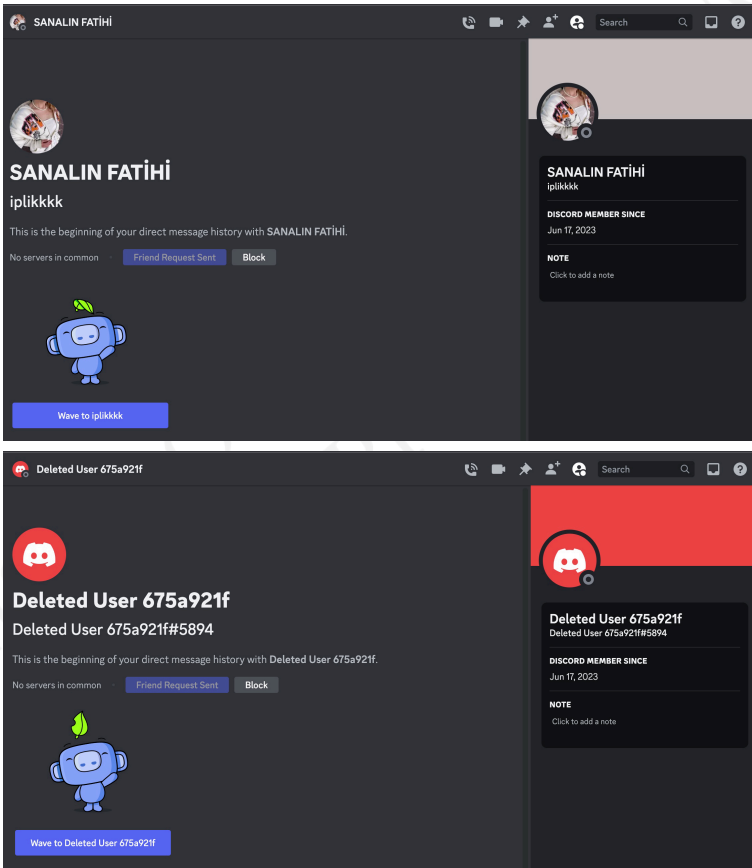 SANALIN FATİHİ
Search
SANALIN FATİHİ
iplikkkk
This is the beginning of your direct message history with SANALIN FATİHİ.
No servers in common
Friend Request Sent
Block
Wave to iplikkkk
SANALIN FATİHİ
iplikkkk
DISCORD MEMBER SINCE
Jun 17, 2023
NOTE
Click to add a note
Deleted User 675a921f
Search
Deleted User 675a921f
Deleted User 675a921f#5894
This is the beginning of your direct message history with Deleted User 675a921f.
No servers in common
Friend Request Sent
Block
Wave to Deleted User 675a921f
Deleted User 675a921f
Deleted User 675a921f#5894
DISCORD MEMBER SINCE
Jun 17, 2023
NOTE
Click to add a note